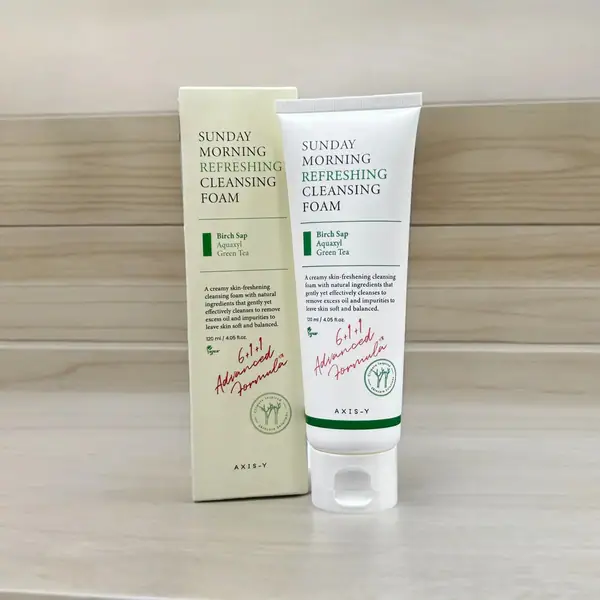 SUNDAY
MORNING
REFRESHING
CLEANSING
FOAM
Birch Sap
Aquaxyl
Green Tea
A creamy skin-freshening
cleansing foam with natural
ingredients that gently yet
effectively cleanses to remove
excess oil and impurities to
leave skin soft and balanced.
120 ml / 4.05 fl.oz.
6+1+1
Advanced
Formula
AXIS-Y
SUNDAY
MORNING
REFRESHING
CLEANSING
FOAM
Birch Sap
Aquaxyl
Green Tea
A creamy skin-freshening cleansing
foam with natural ingredients that
gently yet effectively cleanses to
remove excess oil and impurities to
leave skin soft and balanced.
120 ml / 4.05 fl.oz.
6+1+1
Advanced
Formula
AXIS-Y